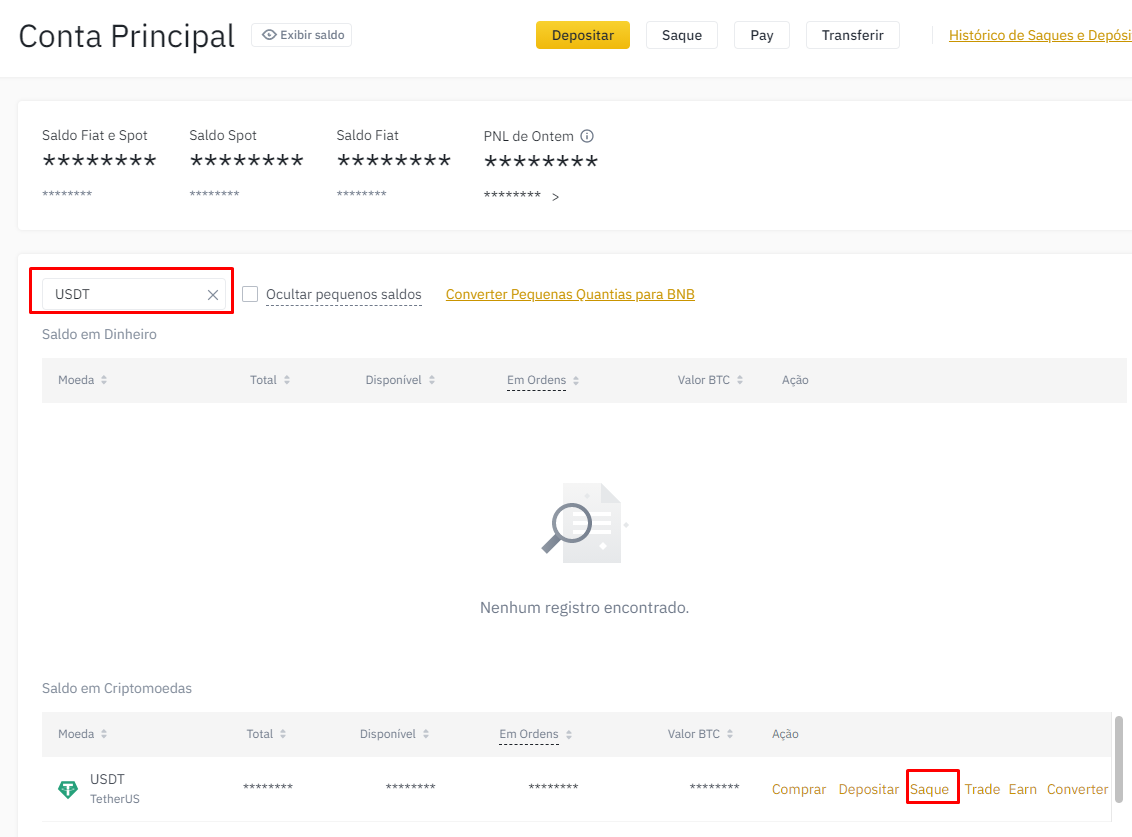 Conta Principal Exibir saldo Depositar Saque Pay Transferir Histórico de Saques e Depósi
Saldo Fiat e Spot Saldo Spot Saldo Fiat PNL de Ontem
******** ******** ******** ********
******** ******** ******** ******** >
USDT Ocultar pequenos saldos Converter Pequenas Quantias para BNB
Saldo em Dinheiro
Moeda Total Disponível Em Ordens Valor BTC Ação
Nenhum registro encontrado.
Saldo em Criptomoedas
Moeda Total Disponível Em Ordens Valor BTC Ação
USDT
TetherUS
******** ******** ******** ******** Comprar Depositar Saque Trade Earn Converter